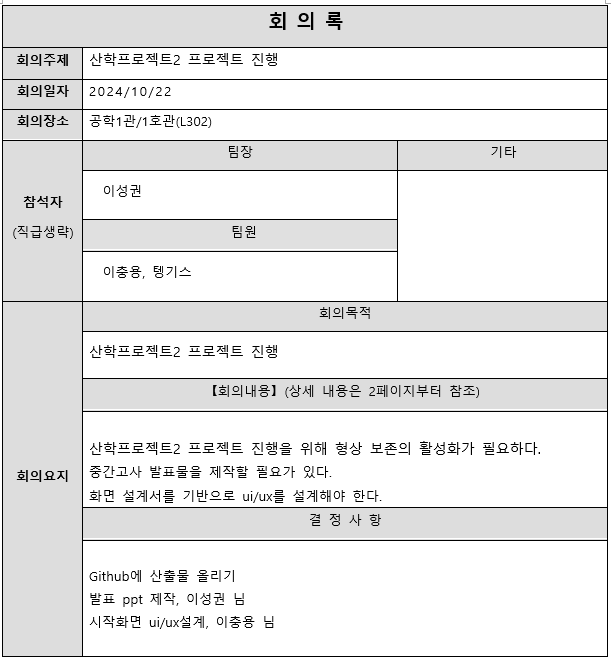 회 의 록
회의주제 산학프로젝트2 프로젝트 진행
회의일자 2024/10/22
회의장소 공학1관/1호관(L302)
참석자
(직급생략)
팀장 기타
이성권
팀원
이충용, 텡기스
회의요지
회의목적
산학프로젝트2 프로젝트 진행
【회의내용】(상세 내용은 2페이지부터 참조)
산학프로젝트2 프로젝트 진행을 위해 형상 보존의 활성화가 필요하다.
중간고사 발표물을 제작할 필요가 있다.
화면 설계서를 기반으로 ui/ux를 설계해야 한다.
결 정 사 항
Github에 산출물 올리기
발표 ppt 제작, 이성권 님
시작화면 ui/ux설계, 이충용 님